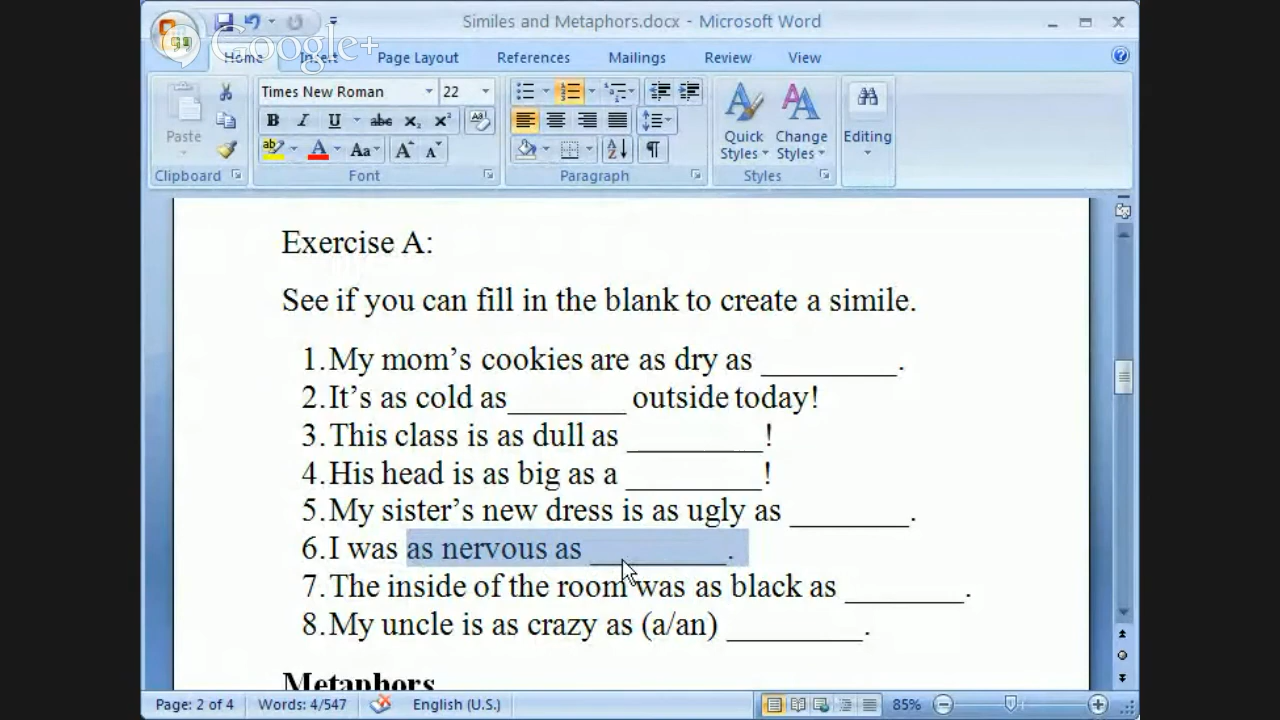 Similes and Metaphors.docx - Microsoft Word
Google+
Home Insert Page Layout References Mailings Review View
Paste
Times New Roman 22
Quick Styles
Change Styles
Editing
Clipboard Font Paragraph Styles
Exercise A:
See if you can fill in the blank to create a simile.
1. My mom's cookies are as dry as _________.
2. It's as cold as________ outside today!
3. This class is as dull as _________!
4. His head is as big as a _________!
5. My sister's new dress is as ugly as ________.
6. I was as nervous as _________.
7. The inside of the room was as black as ________.
8. My uncle is as crazy as (a/an) _________.
Metaphors
Page: 2 of 4 Words: 4/547 English (U.S.) 85%